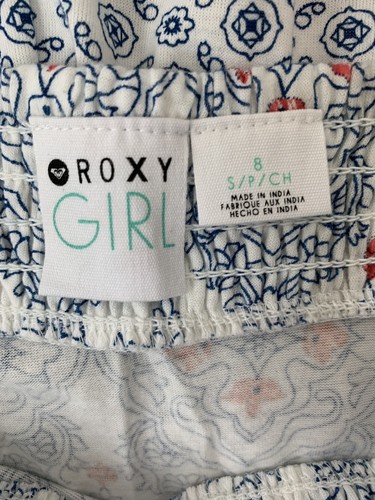 ROXY
GIRL
8
S/P/CH
MADE IN INDIA
FABRIQUE AUX INDIA
HECHO EN INDIA